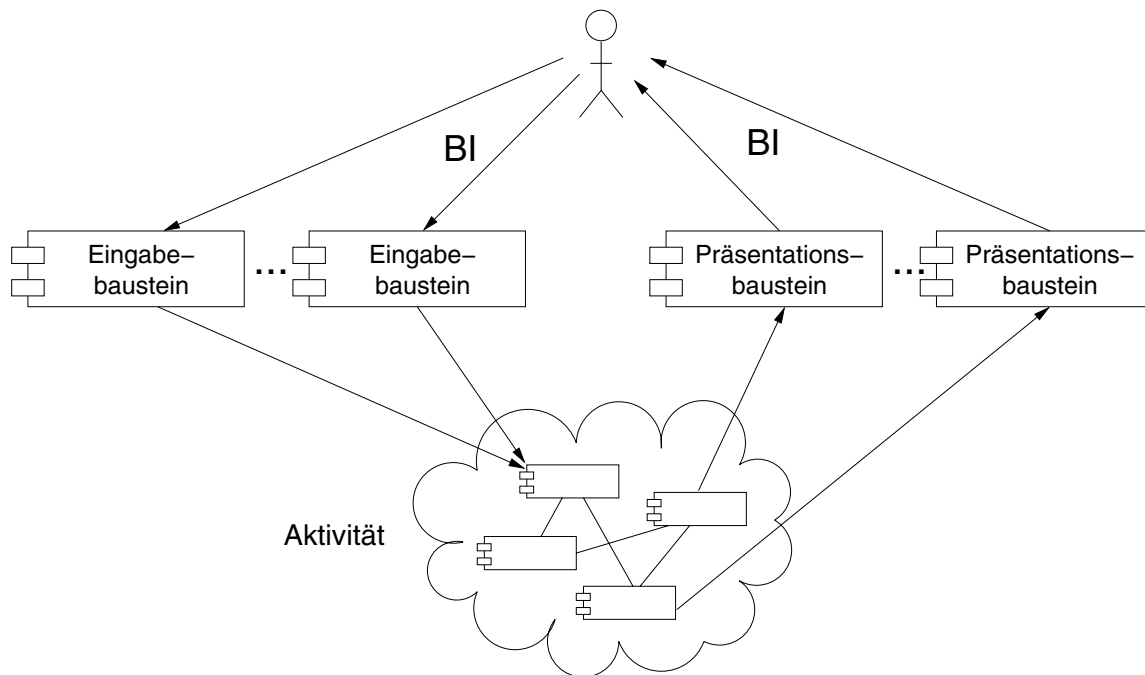 BI
BI
Eingabe–
baustein
...
Eingabe–
baustein
Präsentations-
baustein
...
Präsentations-
baustein
Aktivität